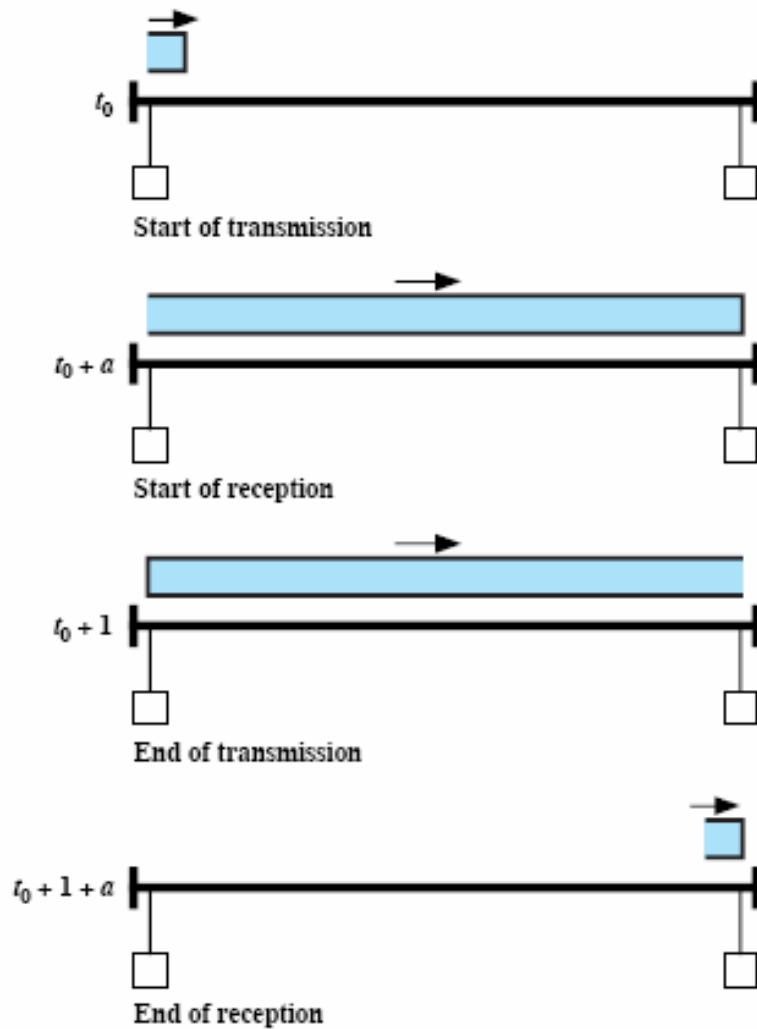 t₀
Start of transmission
t₀ + a
Start of reception
t₀ + 1
End of transmission
t₀ + 1 + a
End of reception